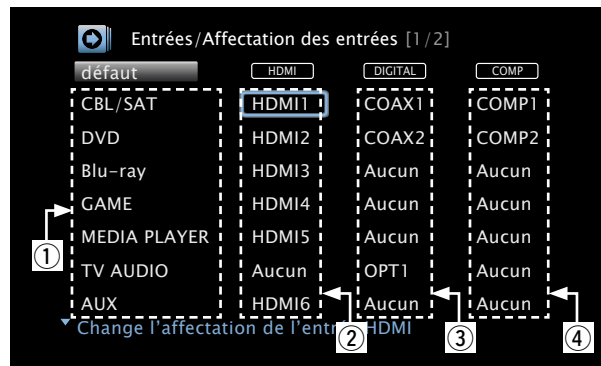 Entrées/Affectation des entrées [1/2]
défaut HDMI DIGITAL COMP
CBL/SAT HDMI1 COAX1 COMP1
DVD HDMI2 COAX2 COMP2
Blu-ray HDMI3 Aucun Aucun
GAME HDMI4 Aucun Aucun
MEDIA PLAYER HDMI5 Aucun Aucun
TV AUDIO Aucun OPT1 Aucun
AUX HDMI6 Aucun Aucun
Change l'affectation de l'entrée HDMI
① ② ③ ④